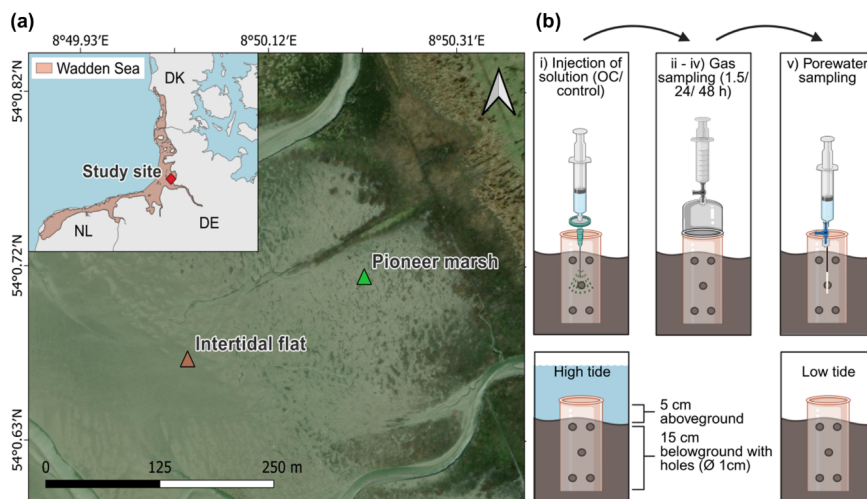 (a)
8°49.93′E
8°50.12′E
8°50.31′E
54°0.82′N
54°0.72′N
54°0.63′N
Wadden Sea
DK
Study site
NL
DE
Pioneer marsh
Intertidal flat
0
125
250 m
(b)
i) Injection of
solution (OC/
control)
ii - iv) Gas
sampling (1.5/
24/ 48 h)
v) Porewater
sampling
High tide
5 cm
aboveground
15 cm
belowground with
holes (Ø 1cm)
Low tide